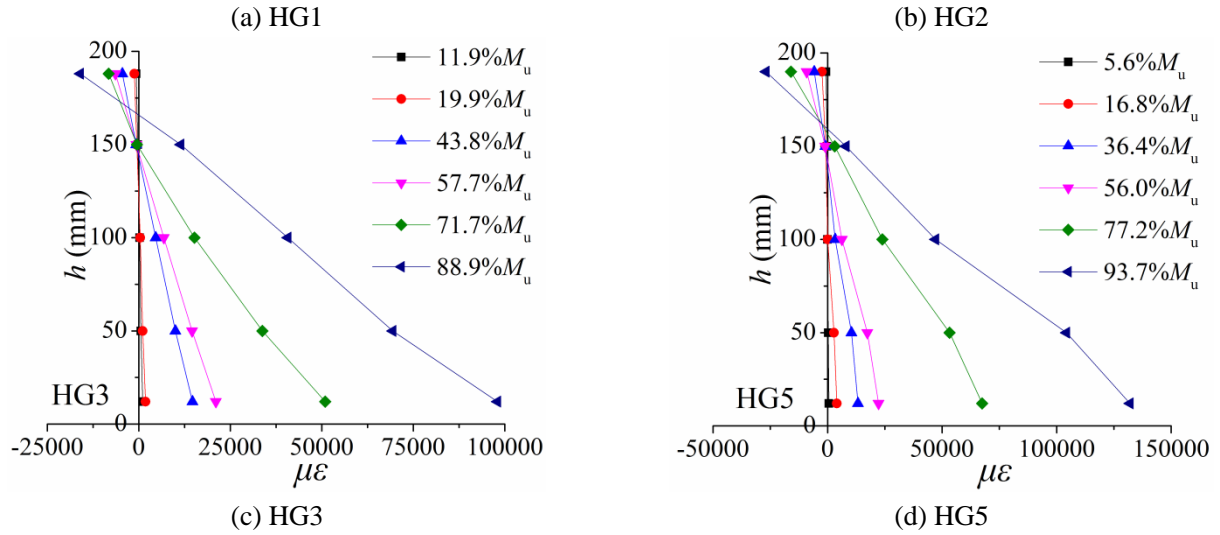 (a) HG1
(b) HG2
200
150
100
50
0
h (mm)
-25000
0
25000
50000
75000
100000
με
HG3
11.9%Mu
19.9%Mu
43.8%Mu
57.7%Mu
71.7%Mu
88.9%Mu
200
150
100
50
0
h (mm)
-50000
0
50000
100000
150000
με
HG5
5.6%Mu
16.8%Mu
36.4%Mu
56.0%Mu
77.2%Mu
93.7%Mu
(c) HG3
(d) HG5